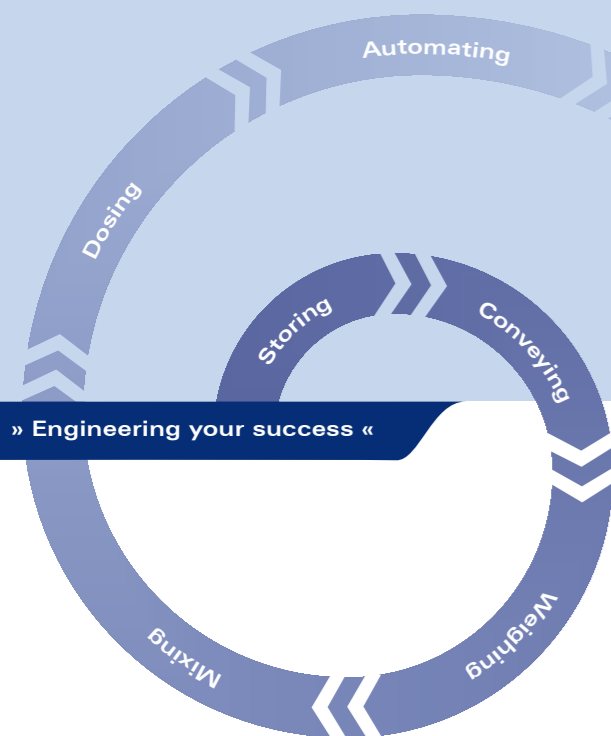 Automating
Dosing
Storing
Conveying
» Engineering your success «
Weighing
Mixing